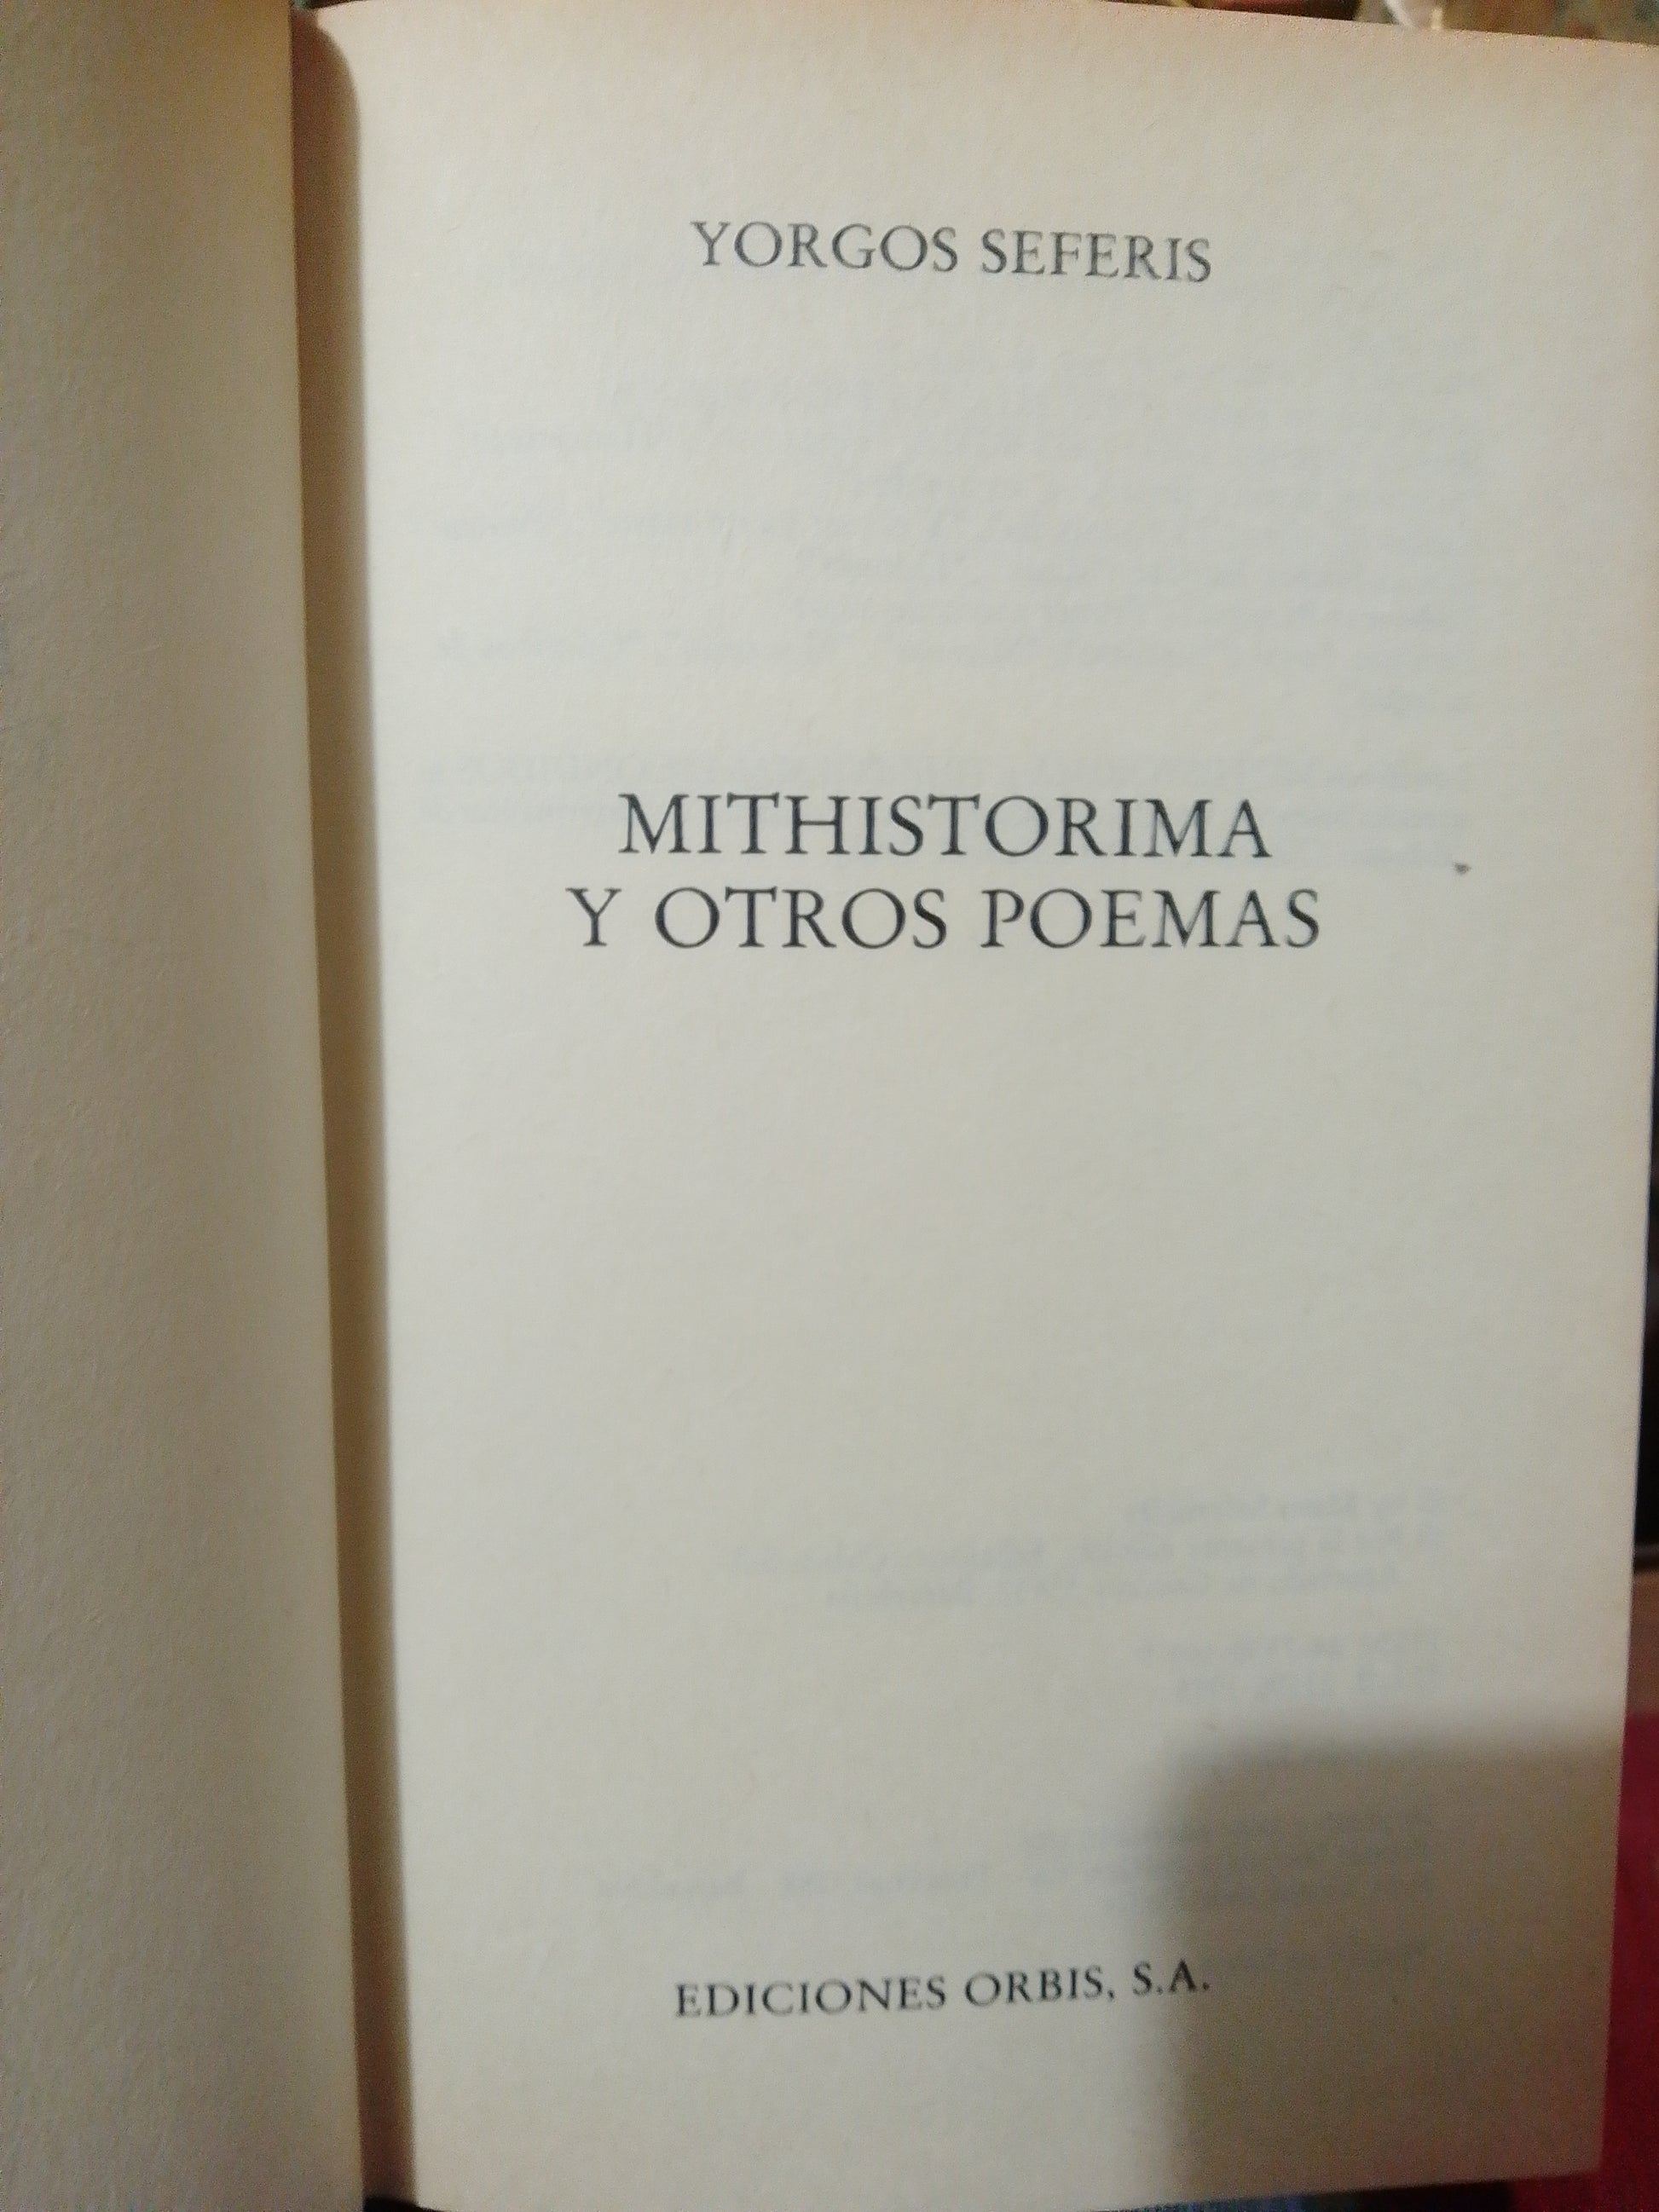 YORGOS SEFERIS
MITHISTORIMA
Y OTROS POEMAS
EDICIONES ORBIS, S.A.